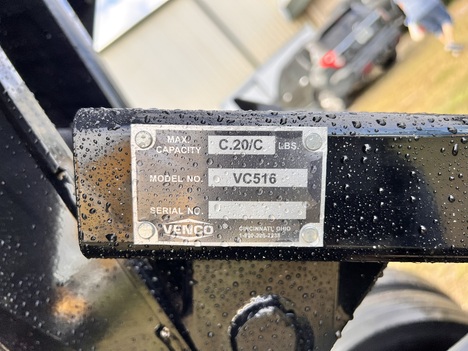 MAX.
CAPACITY C.20/C LBS.
MODEL NO. VC516
SERIAL NO.
VENCO
CINCINNATI, OHIO